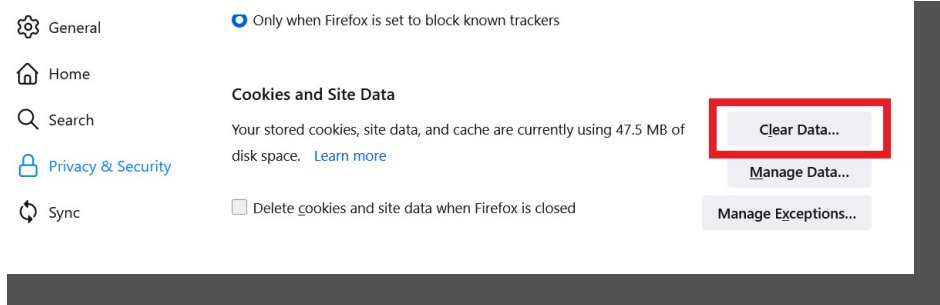 General
Home
Search
Privacy & Security
Sync
Only when Firefox is set to block known trackers
Cookies and Site Data
Your stored cookies, site data, and cache are currently using 47.5 MB of
disk space. Learn more
Delete cookies and site data when Firefox is closed
Clear Data...
Manage Data...
Manage Exceptions...